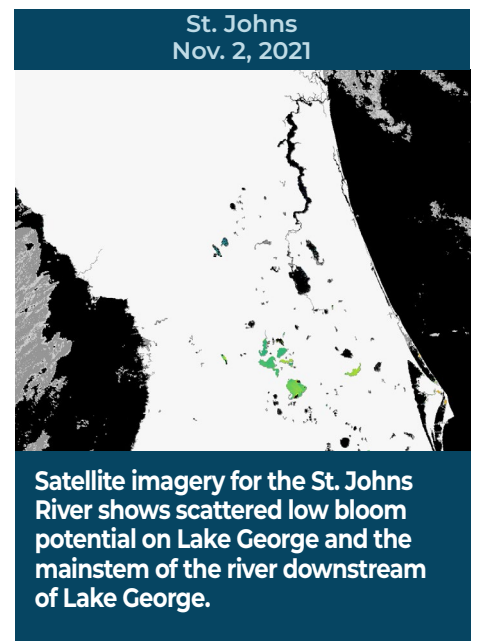 St. Johns
Nov. 2, 2021
Satellite imagery for the St. Johns
River shows scattered low bloom
potential on Lake George and the
mainstem of the river downstream
of Lake George.